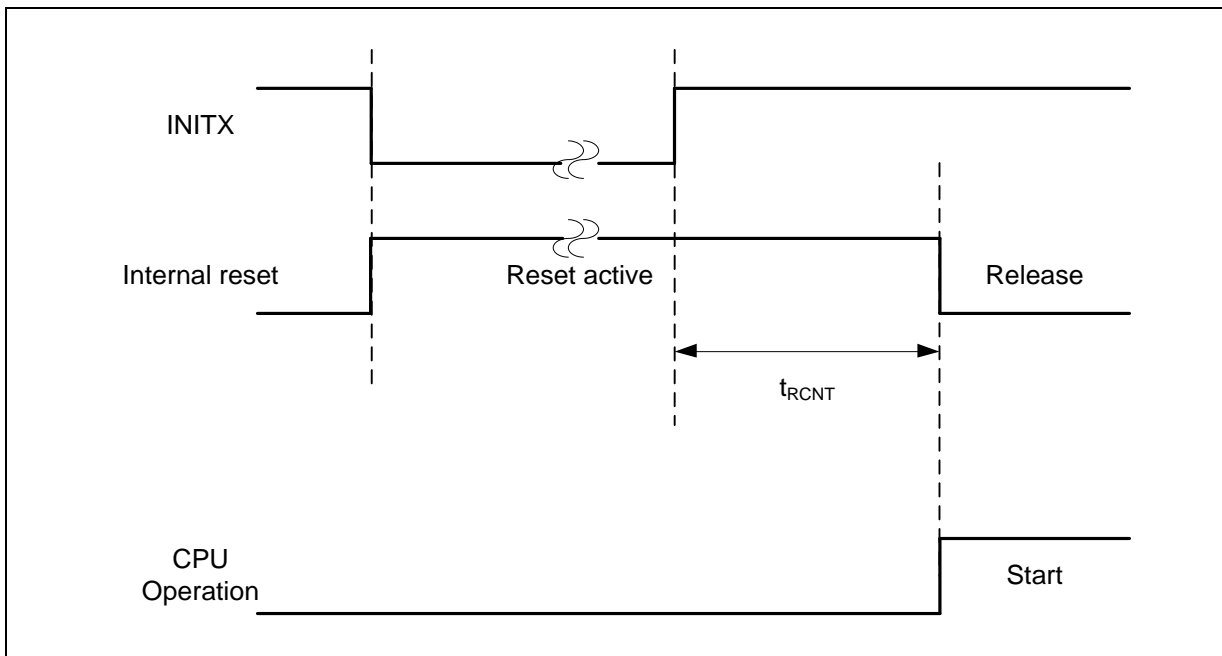 INITX
Internal reset
Reset active
Release
tRCNT
CPU
Operation
Start